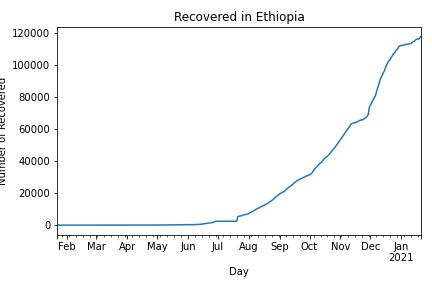 Recovered in Ethiopia
120000
100000
80000
60000
40000
20000
0
Number of Recovered
Feb Mar Apr May Jun Jul Aug Sep Oct Nov Dec Jan
2021
Day